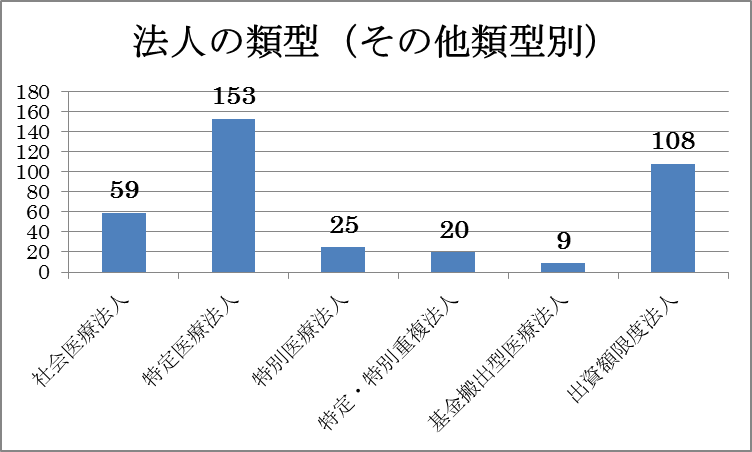 法人の類型（その他類型別）
180
160
140
120
100
80
60
40
20
0
59
153
25
20
9
108
社会医療法人
特定医療法人
特別医療法人
特定・特別重複法人
基金搬出型医療法人
出資額限度法人